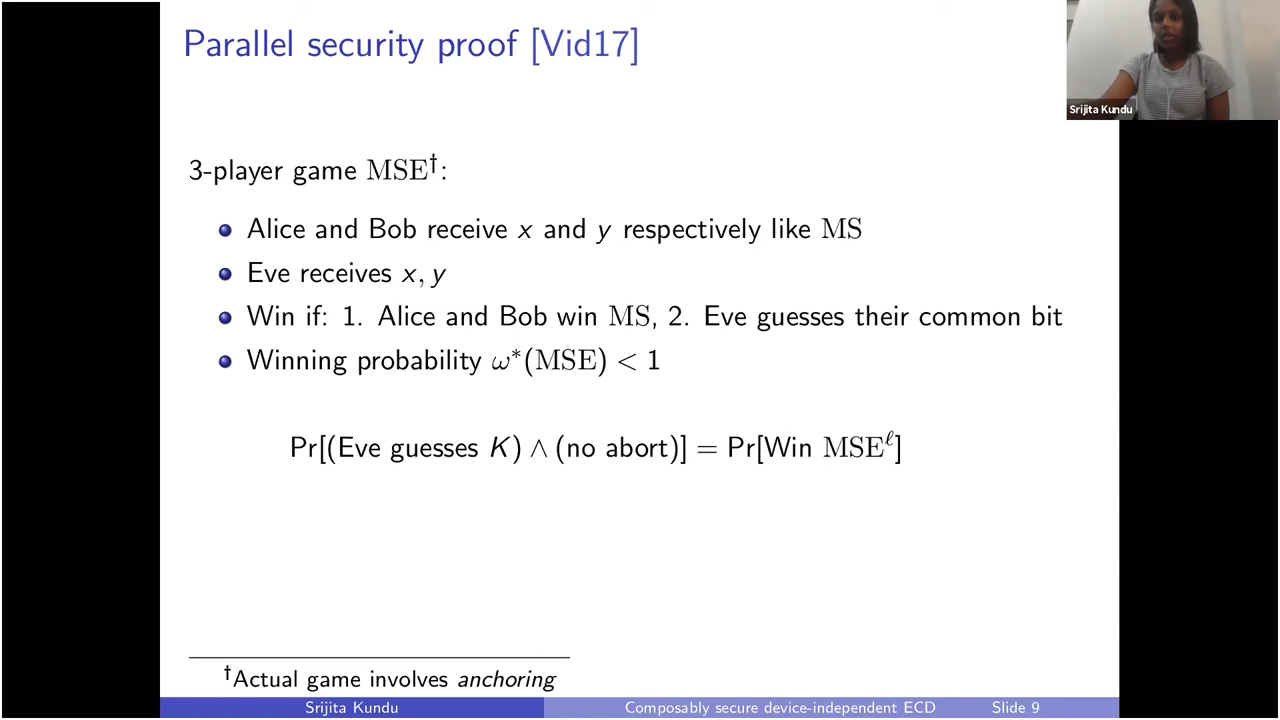 Parallel security proof [Vid17]
Srijita Kundu
3-player game MSE†:
Alice and Bob receive x and y respectively like MS
Eve receives x, y
Win if: 1. Alice and Bob win MS, 2. Eve guesses their common bit
Winning probability ω*(MSE) < 1
Pr[(Eve guesses K) ∧ (no abort)] = Pr[Win MSEˡ]
†Actual game involves anchoring
Srijita Kundu Composably secure device-independent ECD Slide 9